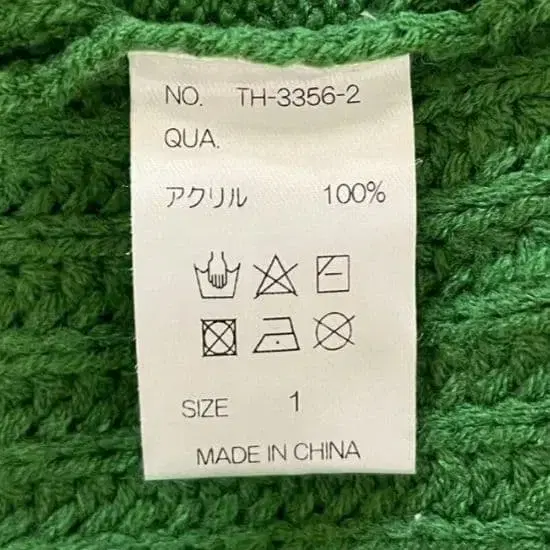 NO. TH-3356-2
QUA.
アクリル 100%
SIZE 1
MADE IN CHINA